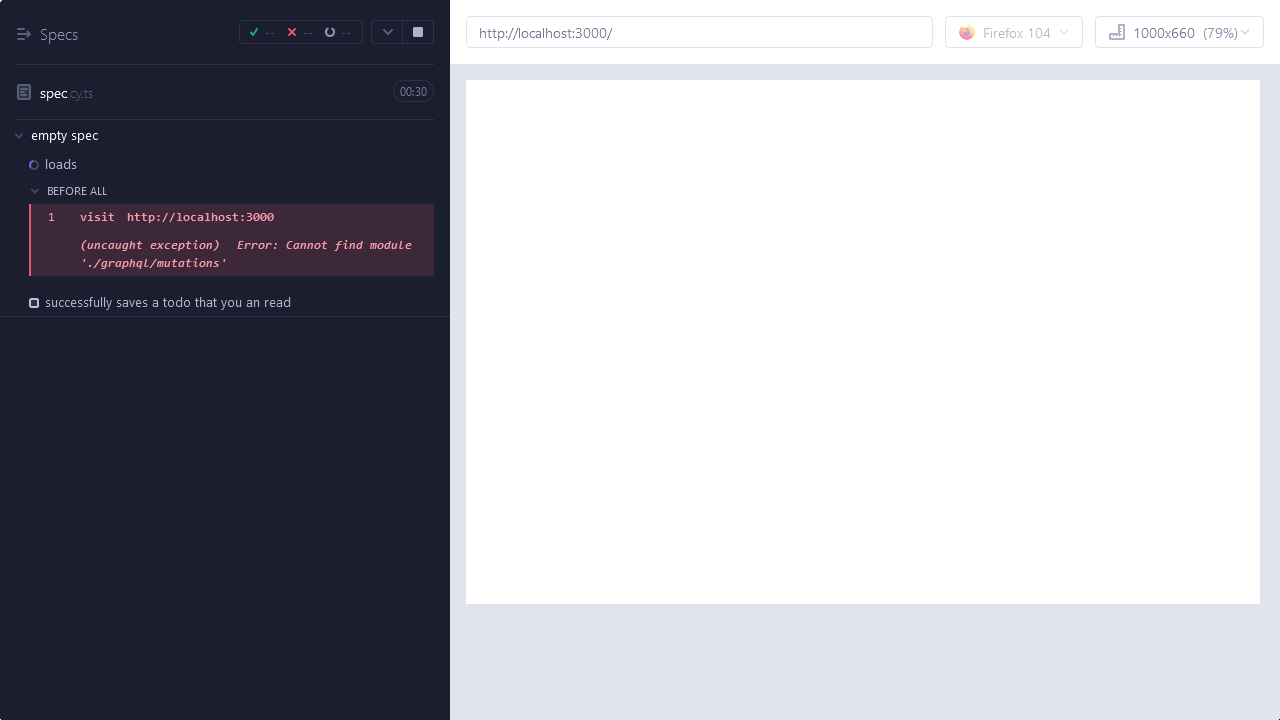 Specs
--
--
--
spec.cy.ts
00:30
empty spec
loads
BEFORE ALL
1 visit http://localhost:3000
(uncaught exception) Error: Cannot find module
'./graphql/mutations'
successfully saves a todo that you an read
http://localhost:3000/
Firefox 104
1000x660 (79%)